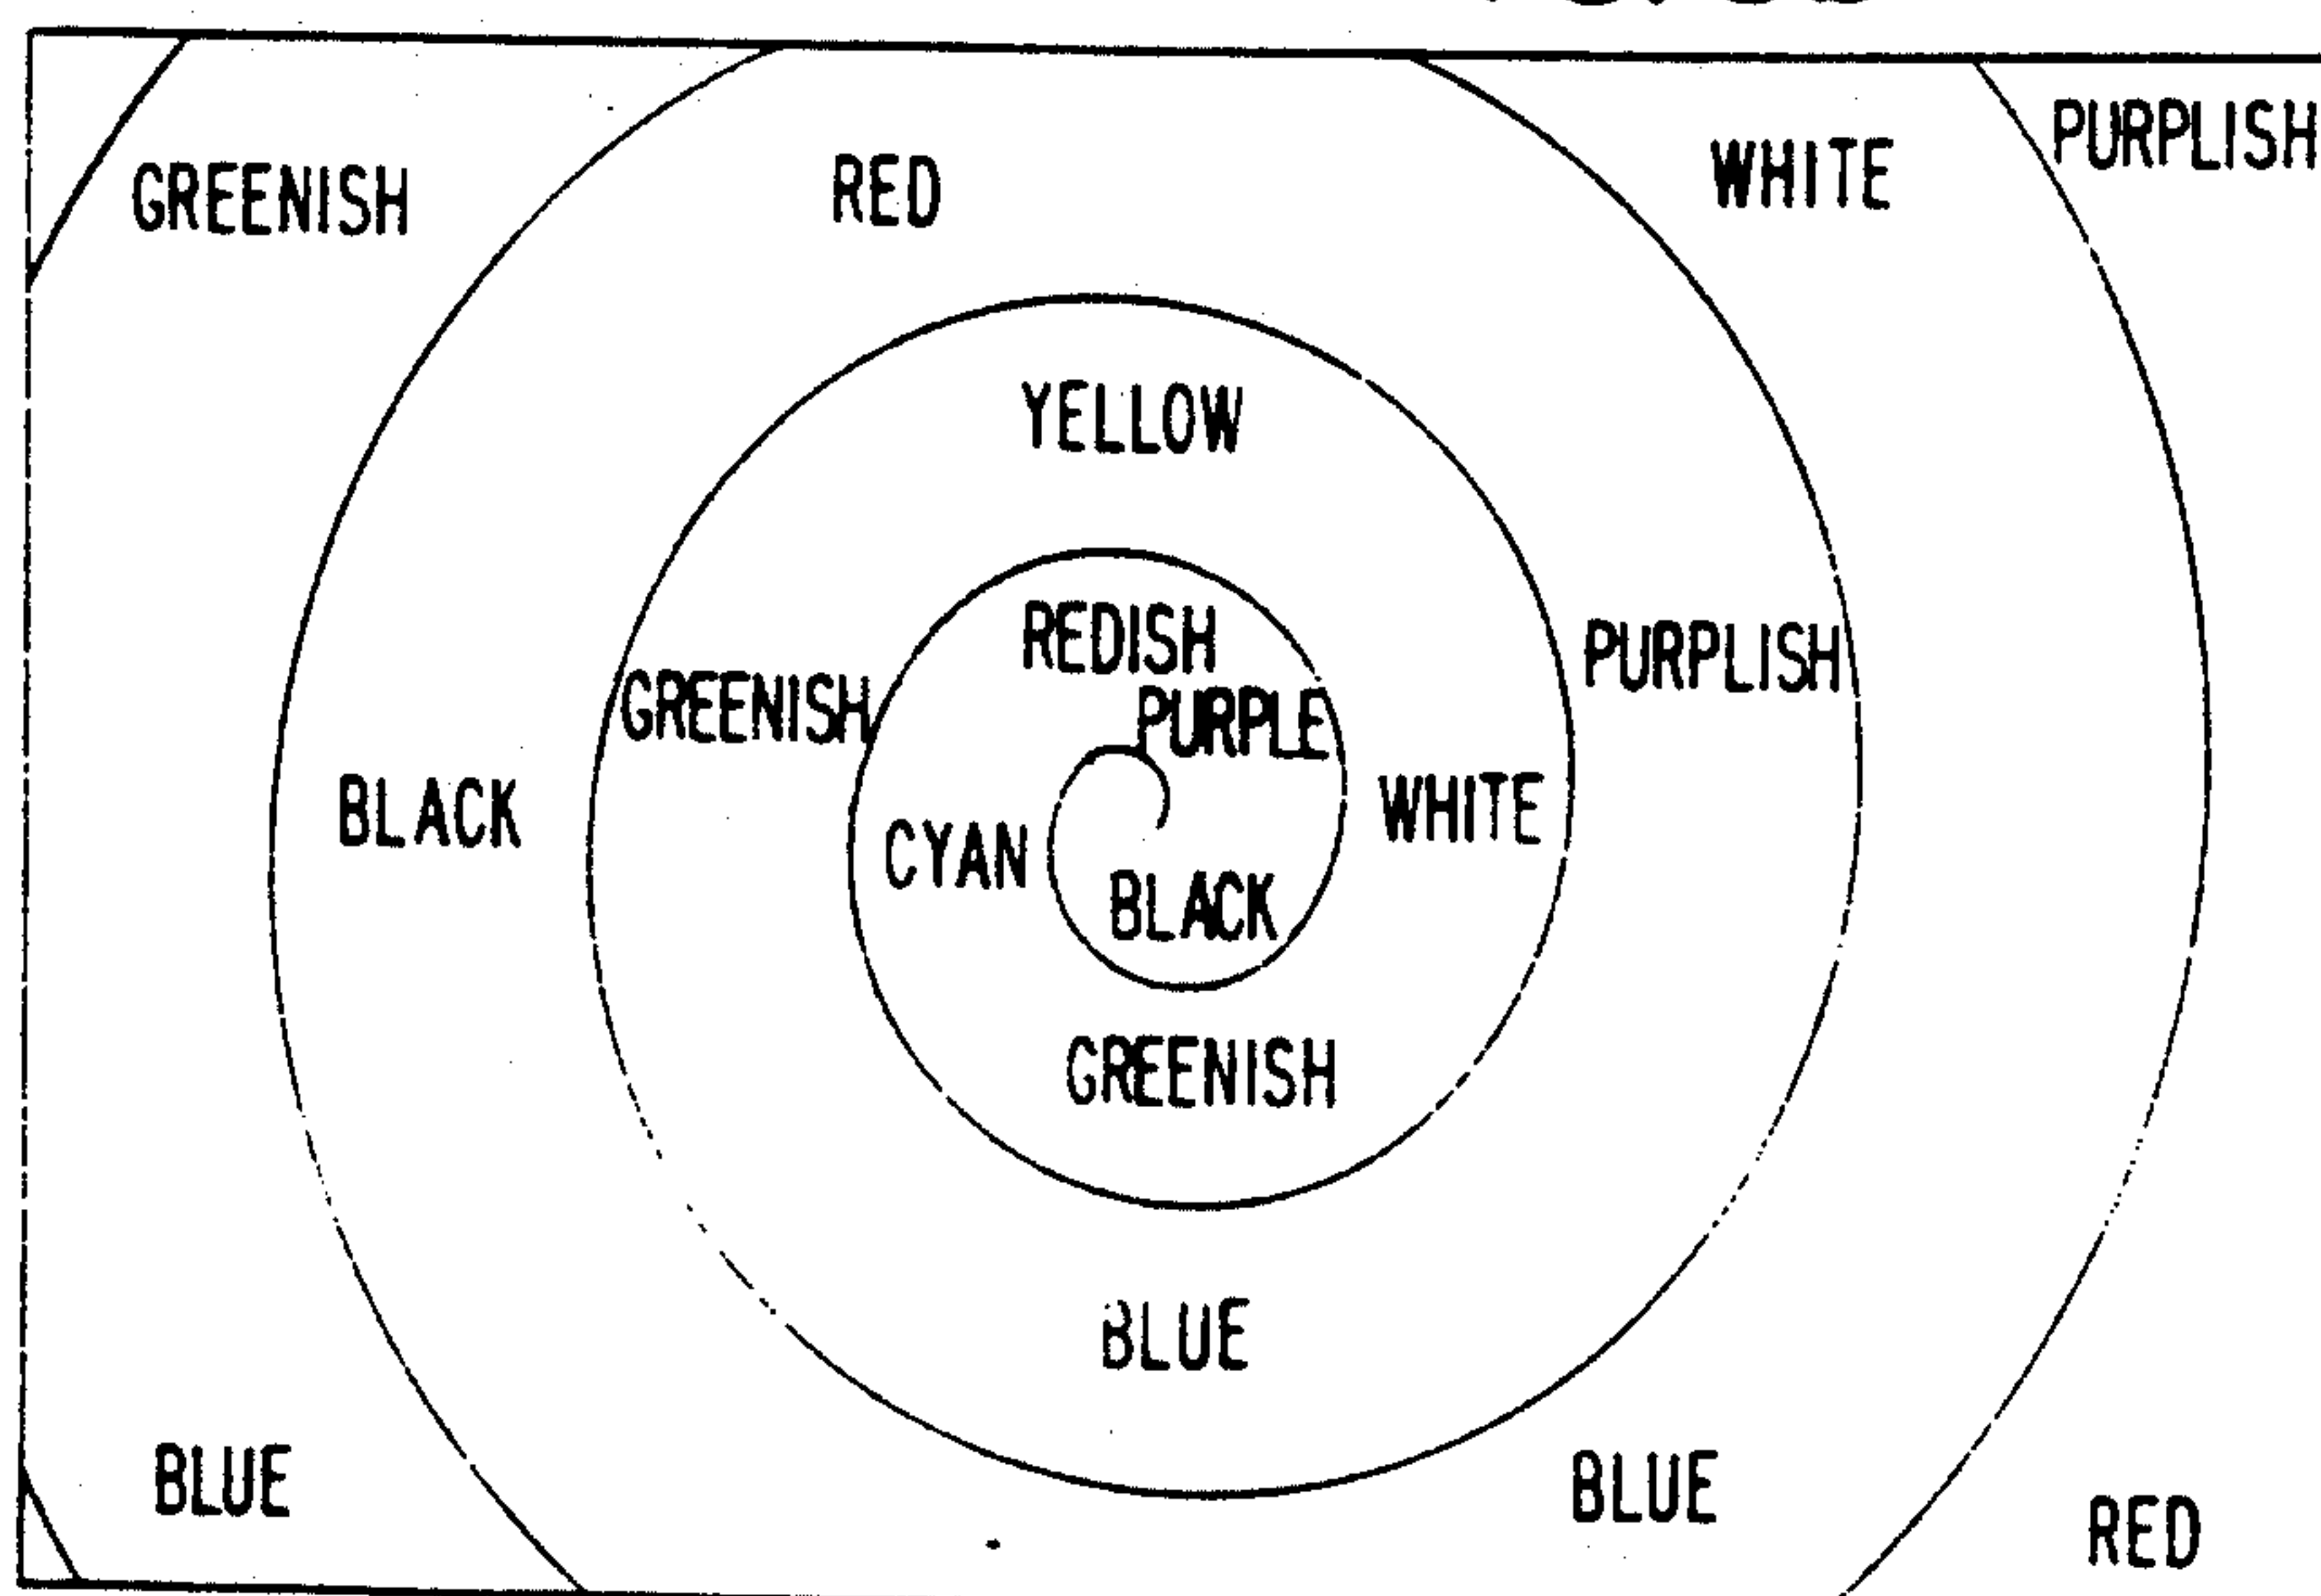 PURPLISH
GREENISH RED WHITE
YELLOW
REDISH
PURPLISH
GREENISH PURPLE
BLACK WHITE
CYAN
BLACK
GREENISH
BLUE
BLUE BLUE
RED